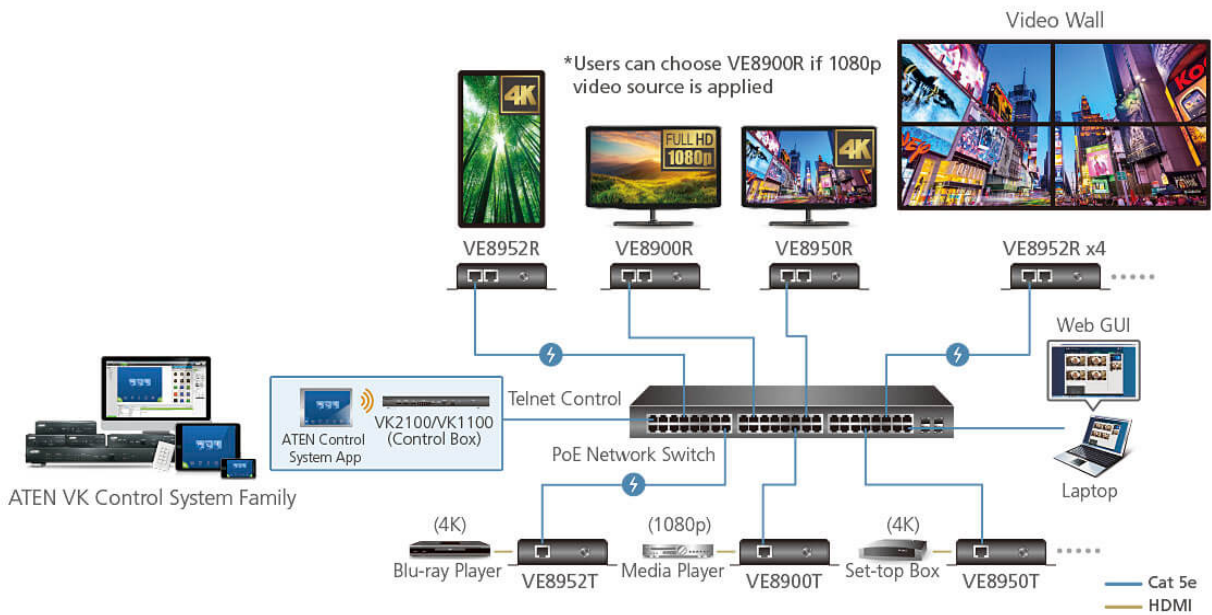 Video Wall
*Users can choose VE8900R if 1080p
video source is applied
4K
FULL HD
1080p
4K
VE8952R
VE8900R
VE8950R
VE8952R x4
Web GUI
Telnet Control
ATEN Control
System App
VK2100/VK1100
(Control Box)
PoE Network Switch
Laptop
ATEN VK Control System Family
(4K)
(1080p)
(4K)
Blu-ray Player
VE8952T
Media Player
VE8900T
Set-top Box
VE8950T
Cat 5e
HDMI